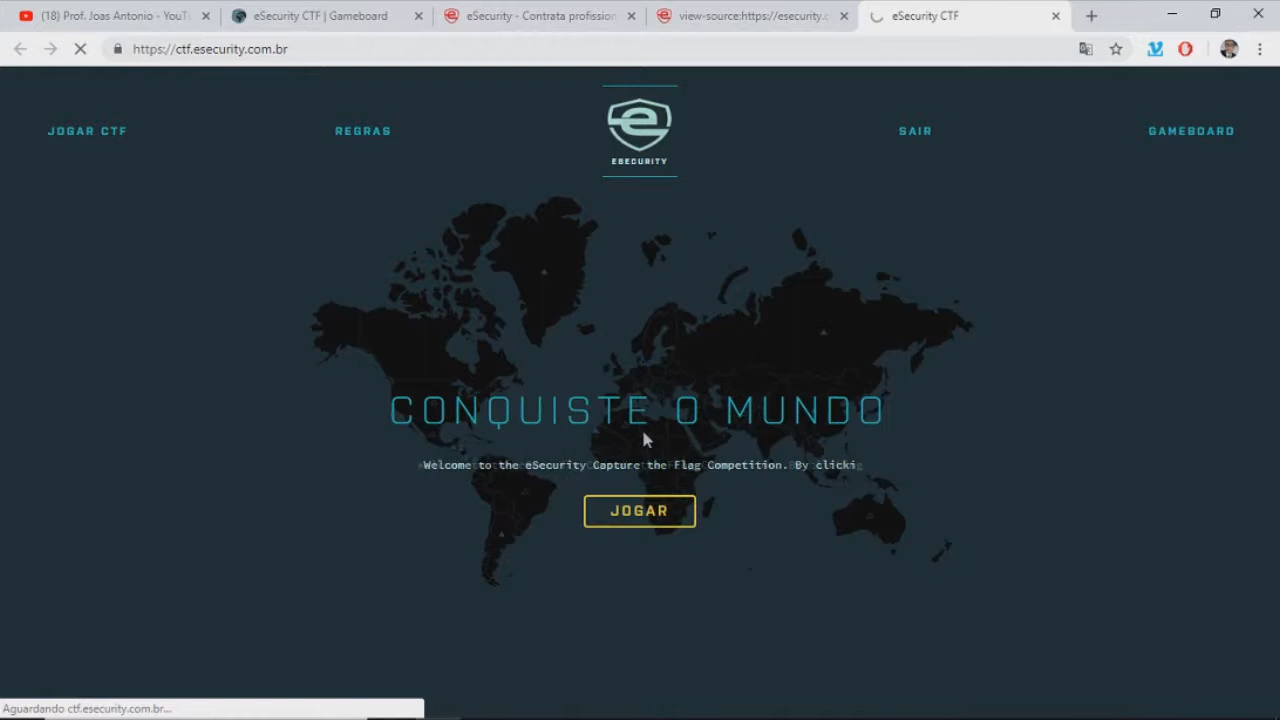 (18) Prof. Joas Antonio - YouTu
eSecurity CTF | Gameboard
eSecurity - Contrata profission
view-source:https://esecurity.c
eSecurity CTF
https://ctf.esecurity.com.br
JOGAR CTF
REGRAS
ESECURITY
SAIR
GAMEBOARD
CONQUISTE O MUNDO
Welcome to the eSecurity Capture the Flag Competition. By clicki
JOGAR
Aguardando ctf.esecurity.com.br...